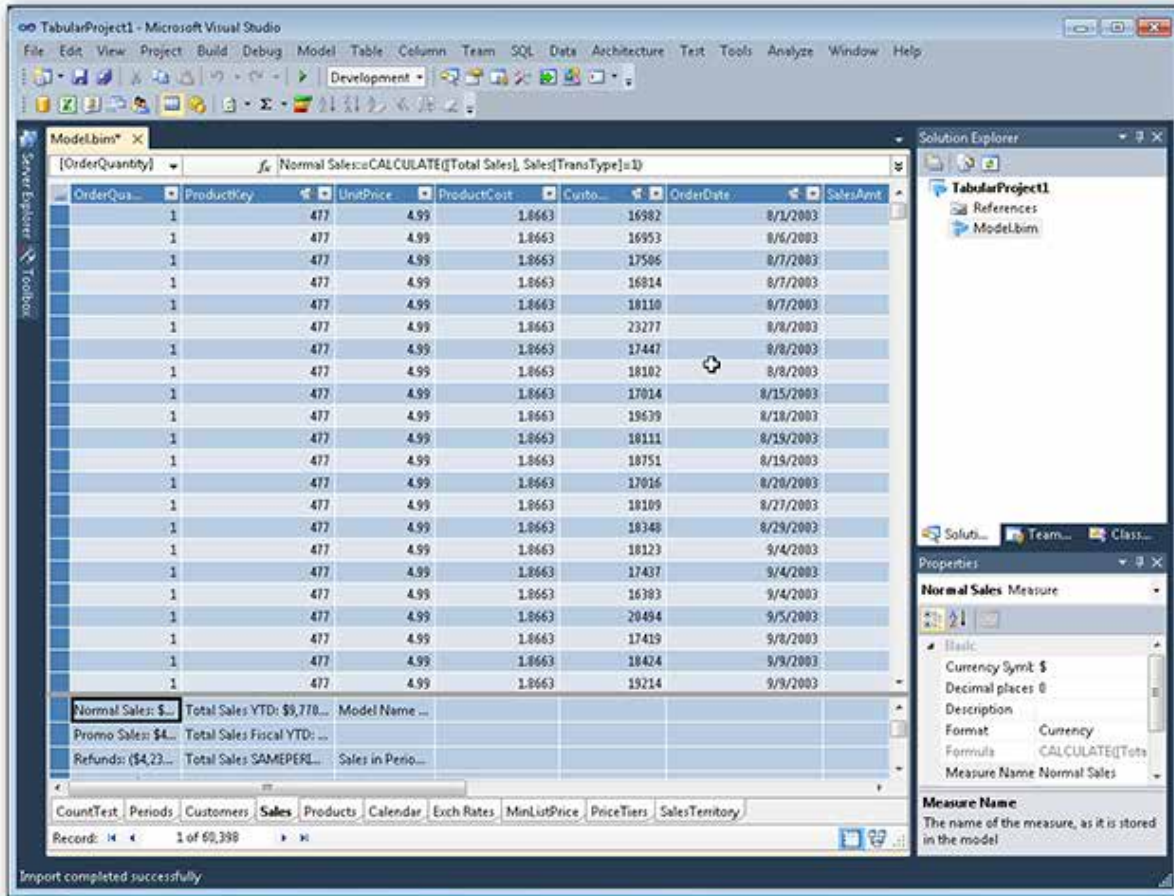 TabularProject1 - Microsoft Visual Studio
File Edit View Project Build Debug Model Table Column Team SQL Data Architecture Test Tools Analyze Window Help
Development
Server Explorer
Toolbox
Model.bim*
[OrderQuantity] fx Normal Sales:=CALCULATE([Total Sales], Sales[TransType]=1)
OrderQua... ProductKey UnitPrice ProductCost Custo... OrderDate SalesAmt
1 477 4.99 1.8663 16982 8/1/2003
1 477 4.99 1.8663 16953 8/6/2003
1 477 4.99 1.8663 17506 8/7/2003
1 477 4.99 1.8663 16814 8/7/2003
1 477 4.99 1.8663 18110 8/7/2003
1 477 4.99 1.8663 23277 8/8/2003
1 477 4.99 1.8663 17447 8/8/2003
1 477 4.99 1.8663 18102 8/8/2003
1 477 4.99 1.8663 17014 8/15/2003
1 477 4.99 1.8663 19639 8/18/2003
1 477 4.99 1.8663 18111 8/19/2003
1 477 4.99 1.8663 18751 8/19/2003
1 477 4.99 1.8663 17016 8/20/2003
1 477 4.99 1.8663 18109 8/27/2003
1 477 4.99 1.8663 18348 8/29/2003
1 477 4.99 1.8663 18123 9/4/2003
1 477 4.99 1.8663 17437 9/4/2003
1 477 4.99 1.8663 16383 9/4/2003
1 477 4.99 1.8663 20494 9/5/2003
1 477 4.99 1.8663 17419 9/8/2003
1 477 4.99 1.8663 18424 9/9/2003
1 477 4.99 1.8663 19214 9/9/2003
Normal Sales: $... Total Sales YTD: $9,770... Model Name ...
Promo Sales: $4... Total Sales Fiscal YTD: ...
Refunds: ($4,23... Total Sales SAMEPERI... Sales in Perio...
CountTest Periods Customers Sales Products Calendar Exch Rates MinListPrice PriceTiers SalesTerritory
Record: 1 of 60,398
Import completed successfully
Solution Explorer
TabularProject1
References
Model.bim
Soluti... Team... Class...
Properties
Normal Sales Measure
Basic
Currency Symb $
Decimal places 0
Description
Format Currency
Formula CALCULATE([Tota
Measure Name Normal Sales
Measure Name
The name of the measure, as it is stored
in the model